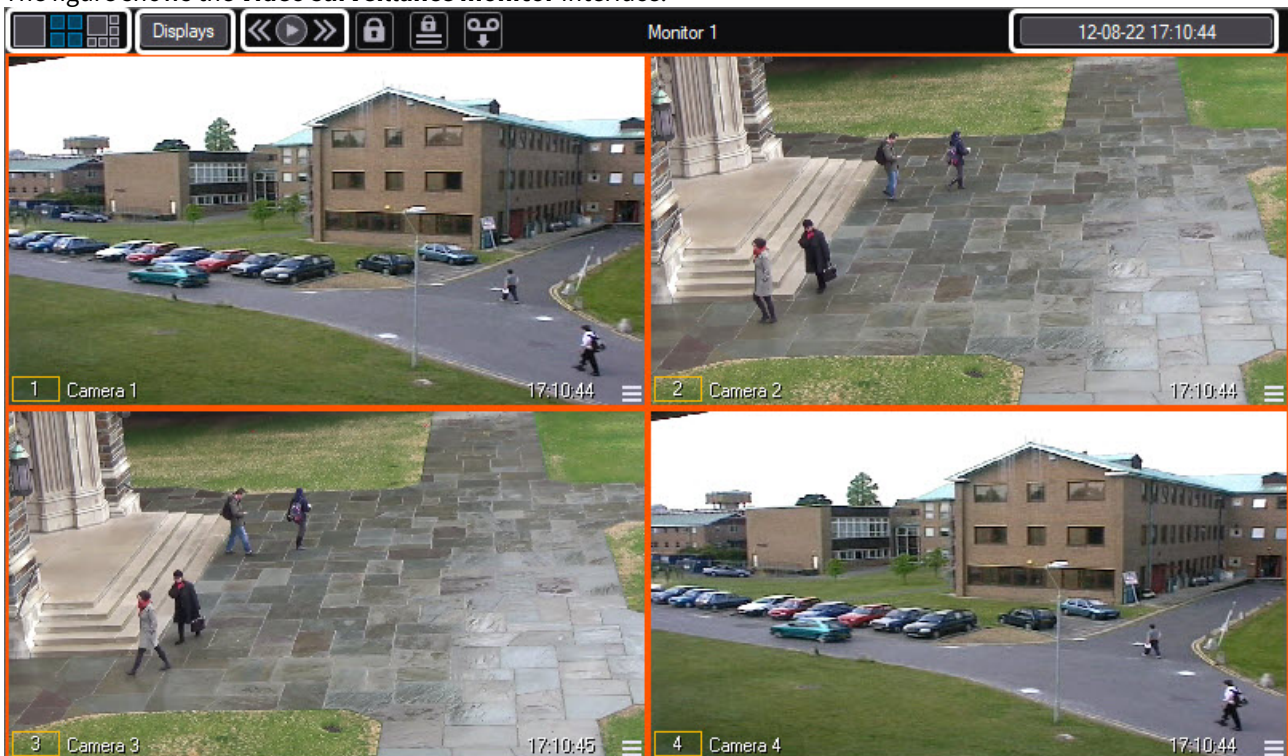 The figure shows the Video surveillance monitor interface.
Displays
Monitor 1
12-08-22 17:10:44
1 Camera 1 17:10:44
2 Camera 2 17:10:44
3 Camera 3 17:10:45
4 Camera 4 17:10:44